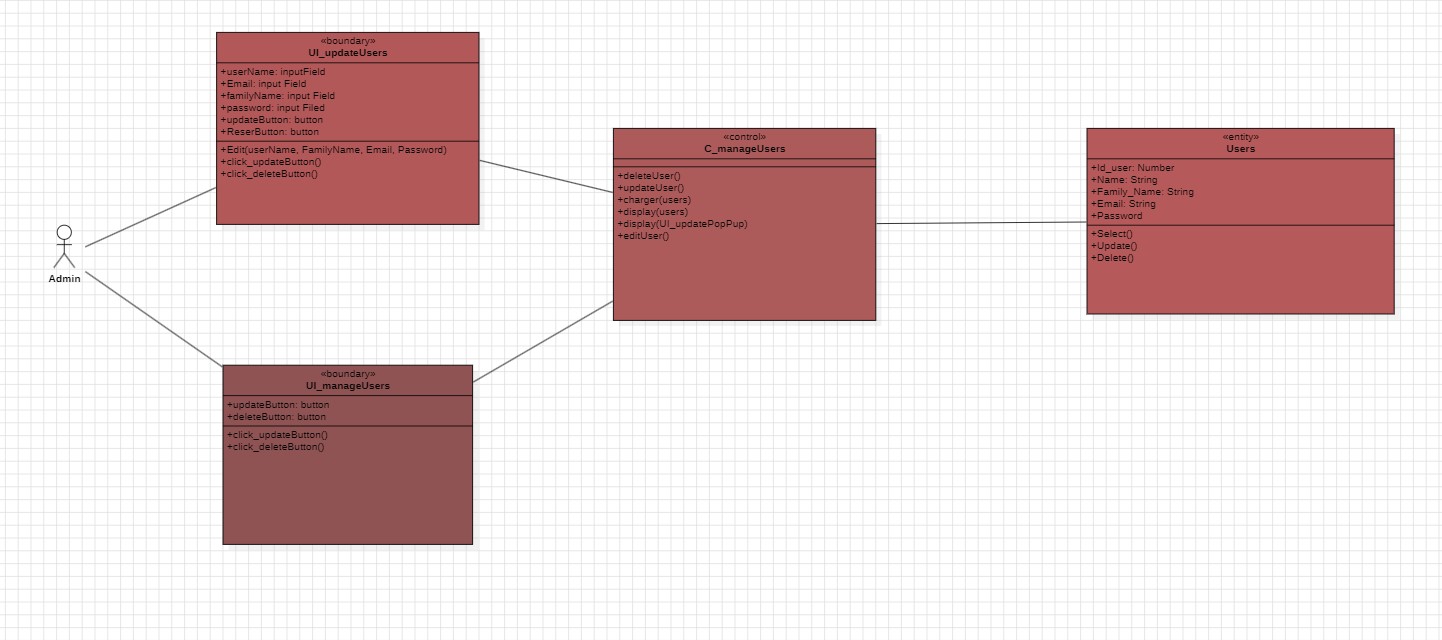 «boundary»
UI_updateUsers
+userName: inputField
+Email: input Field
+familyName: input Field
+password: input Filed
+updateButton: button
+ReserButton: button
+Edit(userName, FamilyName, Email, Password)
+click_updateButton()
+click_deleteButton()
Admin
«boundary»
UI_manageUsers
+updateButton: button
+deleteButton: button
+click_updateButton()
+click_deleteButton()
«control»
C_manageUsers
+deleteUser()
+updateUser()
+charger(users)
+display(users)
+display(UI_updatePopPup)
+editUser()
«entity»
Users
+Id_user: Number
+Name: String
+Family_Name: String
+Email: String
+Password
+Select()
+Update()
+Delete()